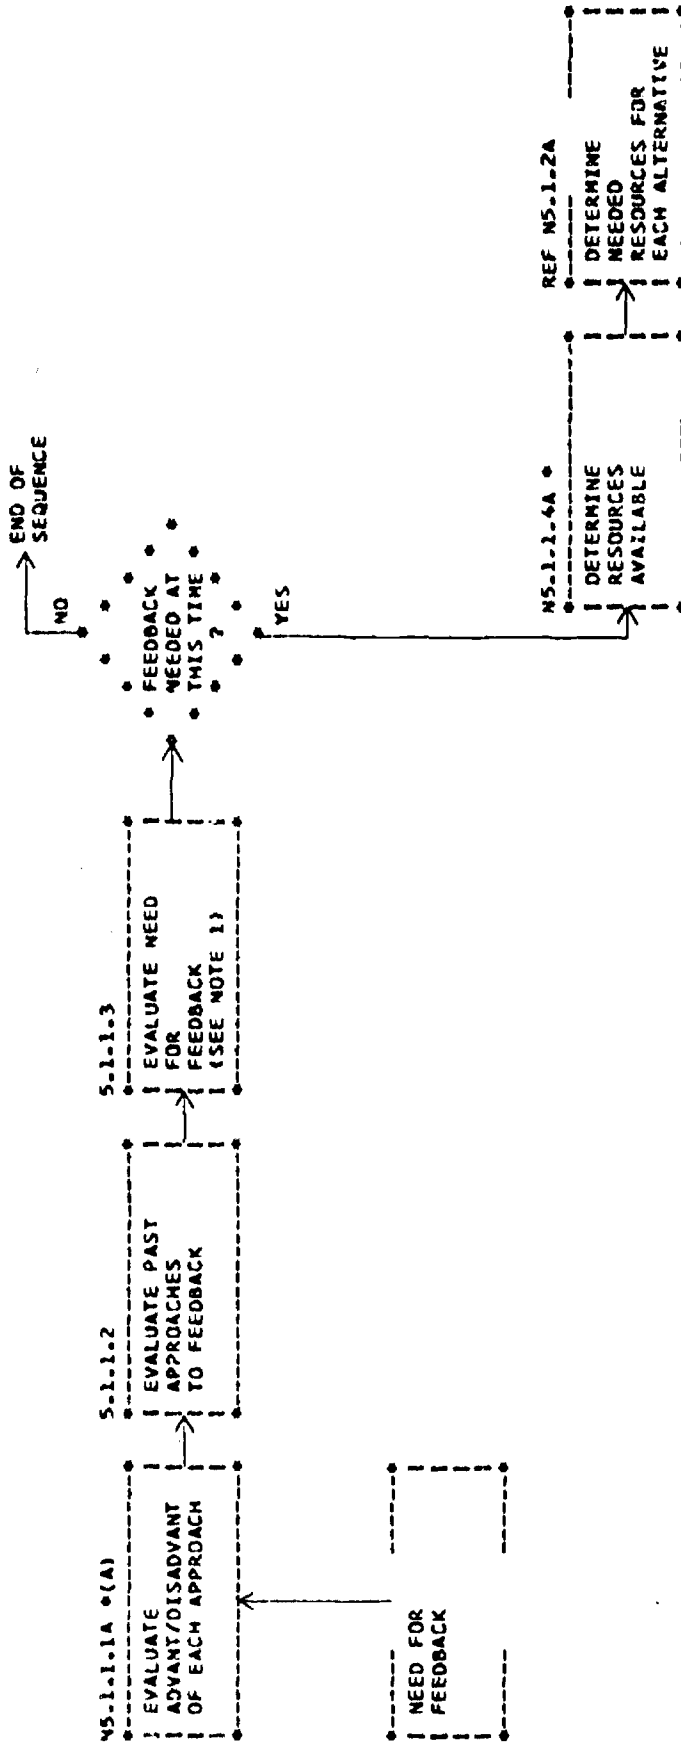 N5.1.1.1A *(A)
EVALUATE
ADVANT/DISADVANT
OF EACH APPROACH
NEED FOR
FEEDBACK
5.1.1.2
EVALUATE PAST
APPROACHES
TO FEEDBACK
5.1.1.3
EVALUATE NEED
FOR
FEEDBACK
(SEE NOTE 1)
FEEDBACK
NEEDED AT
THIS TIME
?
NO
END OF
SEQUENCE
YES
N5.1.1.4A *
DETERMINE
RESOURCES
AVAILABLE
REF N5.1.2A
DETERMINE
NEEDED
RESOURCES FOR
EACH ALTERNATIVE